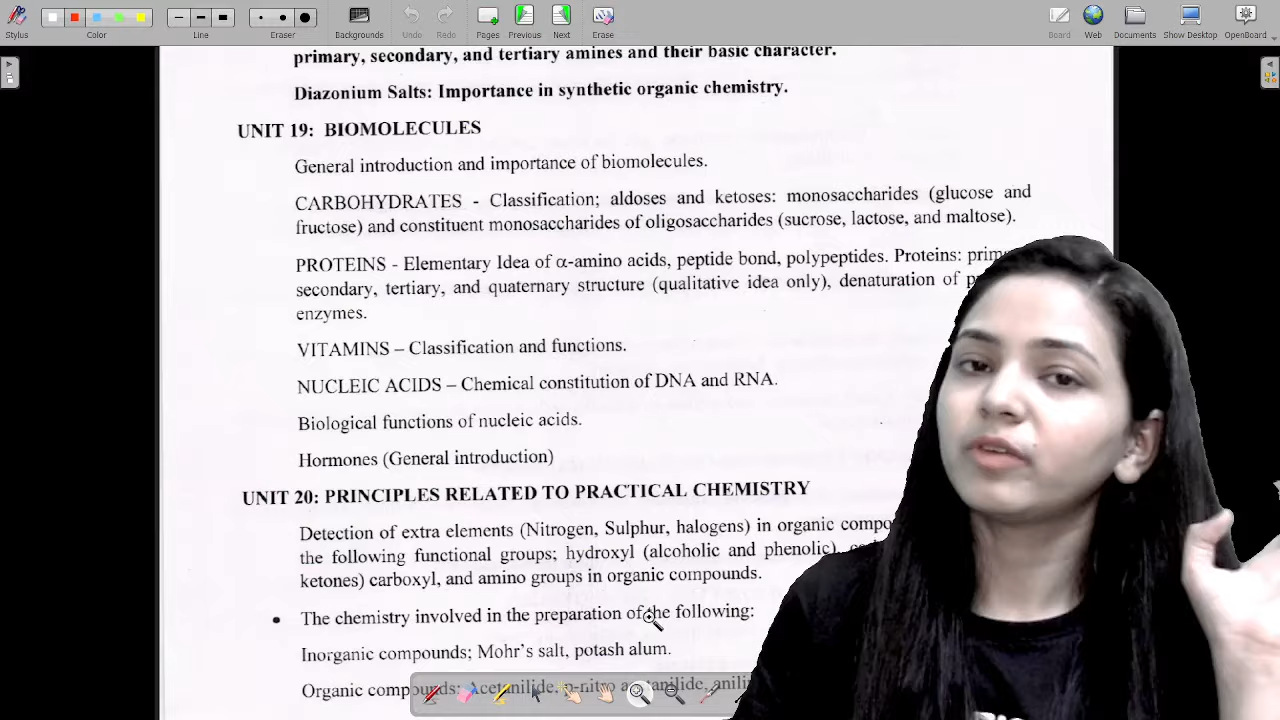 Stylus Color Line Eraser Backgrounds Undo Redo Pages Previous Next Erase Board Web Documents Show Desktop OpenBoard
primary, secondary, and tertiary amines and their basic character.
Diazonium Salts: Importance in synthetic organic chemistry.
UNIT 19: BIOMOLECULES
General introduction and importance of biomolecules.
CARBOHYDRATES - Classification; aldoses and ketoses: monosaccharides (glucose and
fructose) and constituent monosaccharides of oligosaccharides (sucrose, lactose, and maltose).
PROTEINS - Elementary Idea of α-amino acids, peptide bond, polypeptides. Proteins:
secondary, tertiary, and quaternary structure (qualitative idea only), denaturation of
enzymes.
VITAMINS – Classification and functions.
NUCLEIC ACIDS – Chemical constitution of DNA and RNA.
Biological functions of nucleic acids.
Hormones (General introduction)
UNIT 20: PRINCIPLES RELATED TO PRACTICAL CHEMISTRY
Detection of extra elements (Nitrogen, Sulphur, halogens) in organic
the following functional groups; hydroxyl (alcoholic and phenolic),
ketones) carboxyl, and amino groups in organic compounds.
• The chemistry involved in the preparation of the following:
Inorganic compounds; Mohr's salt, potash alum.
Organic compounds: Acetanilide, p-nitro